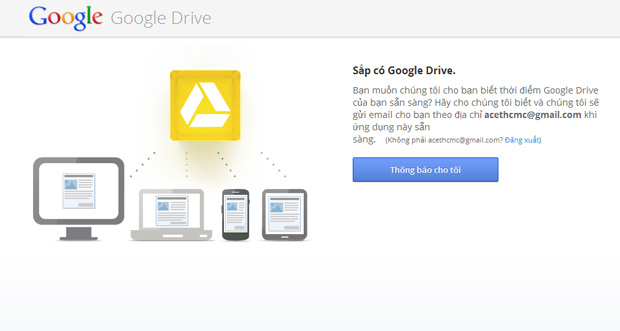 Google Google Drive
Sắp có Google Drive.
Bạn muốn chúng tôi cho bạn biết thời điểm Google Drive
của bạn sẵn sàng? Hãy cho chúng tôi biết và chúng tôi sẽ
gửi email cho bạn theo địa chỉ acethcmc@gmail.com khi
ứng dụng này sẵn
sàng. (Không phải acethcmc@gmail.com? Đăng xuất)
Thông báo cho tôi